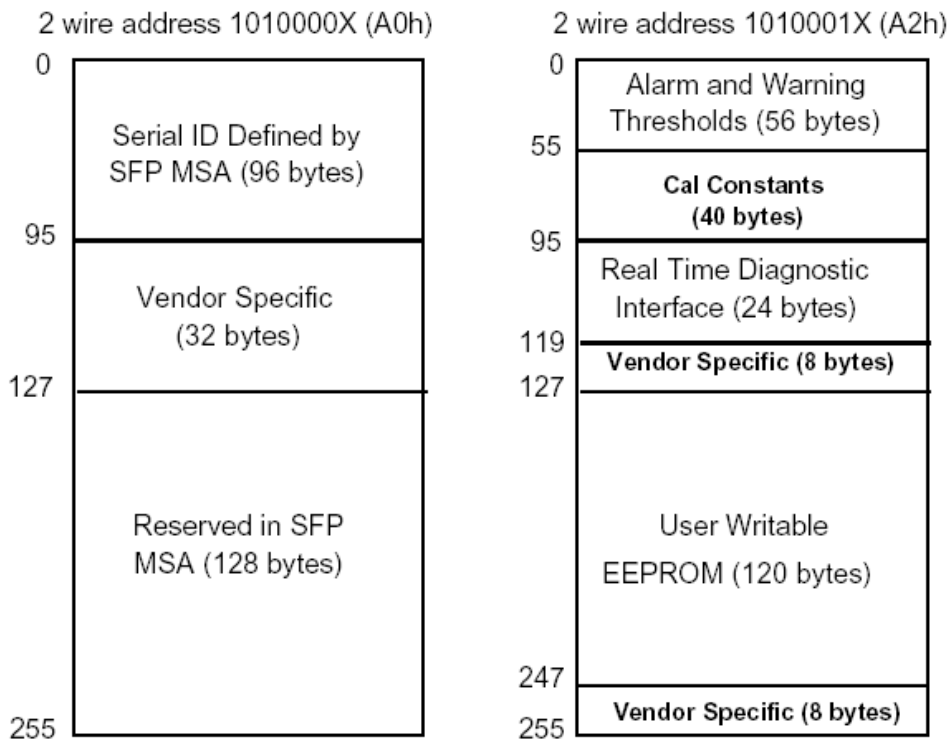 2 wire address 1010000X (A0h)
0
Serial ID Defined by
SFP MSA (96 bytes)
95
Vendor Specific
(32 bytes)
127
Reserved in SFP
MSA (128 bytes)
255
2 wire address 1010001X (A2h)
0
Alarm and Warning
Thresholds (56 bytes)
55
Cal Constants
(40 bytes)
95
Real Time Diagnostic
Interface (24 bytes)
119
Vendor Specific (8 bytes)
127
User Writable
EEPROM (120 bytes)
247
Vendor Specific (8 bytes)
255